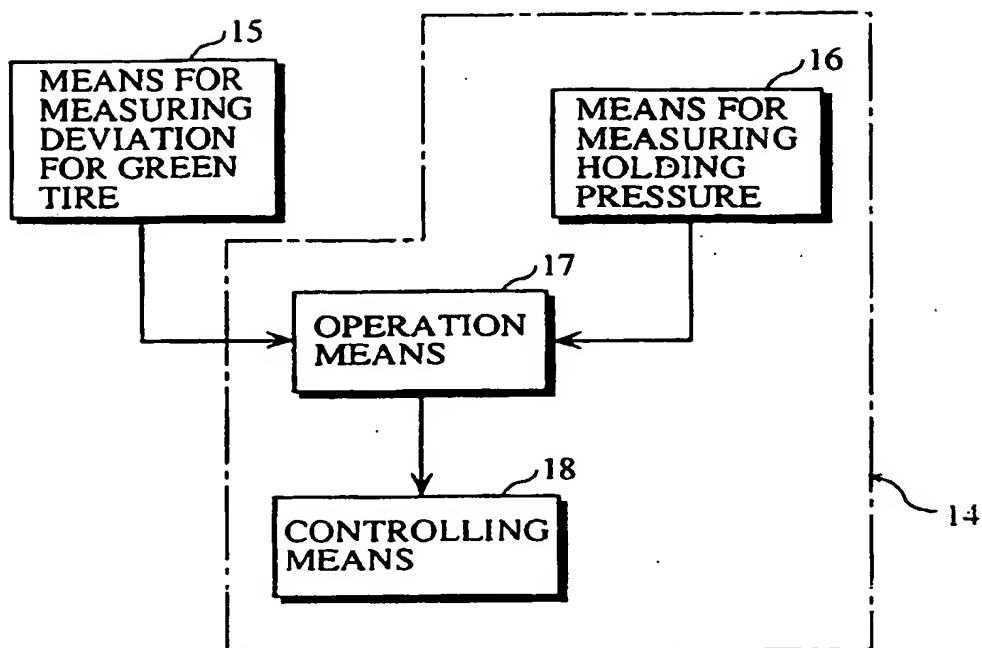 15
MEANS FOR
MEASURING
DEVIATION
FOR GREEN
TIRE
16
MEANS FOR
MEASURING
HOLDING
PRESSURE
17
OPERATION
MEANS
18
CONTROLLING
MEANS
14